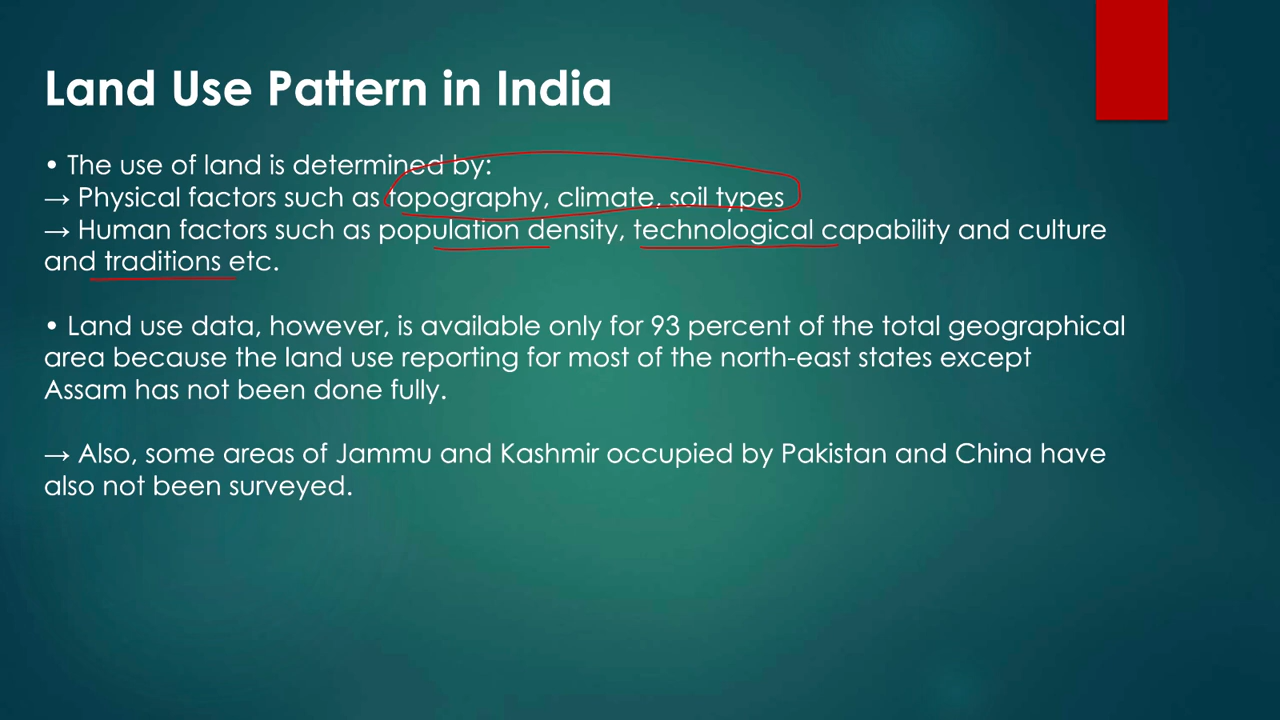 Land Use Pattern in India
• The use of land is determined by:
→ Physical factors such as topography, climate, soil types
→ Human factors such as population density, technological capability and culture
and traditions etc.
• Land use data, however, is available only for 93 percent of the total geographical
area because the land use reporting for most of the north-east states except
Assam has not been done fully.
→ Also, some areas of Jammu and Kashmir occupied by Pakistan and China have
also not been surveyed.